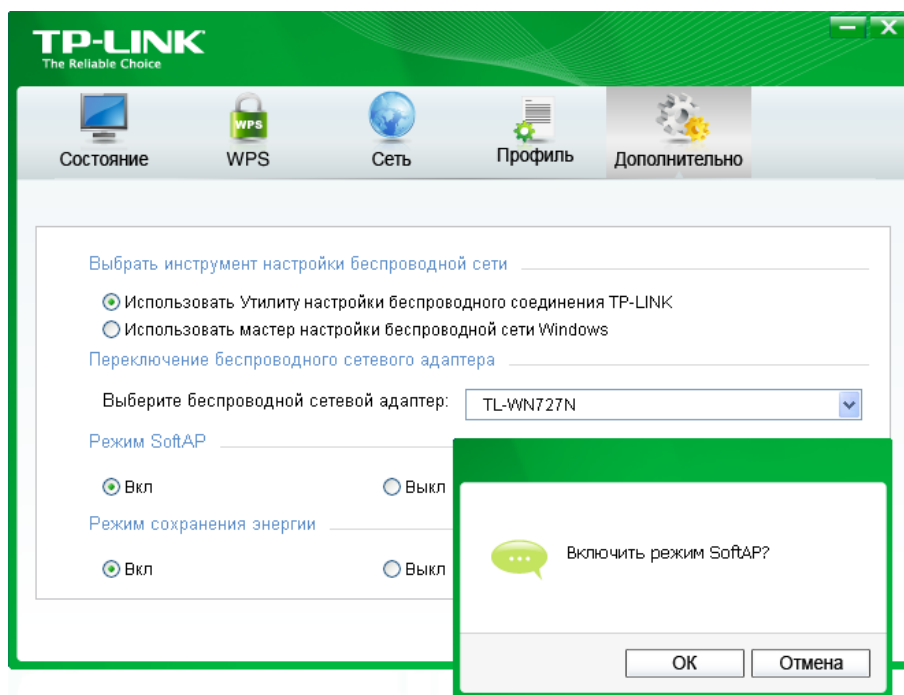 TP-LINK
The Reliable Choice
WPS
Состояние
WPS
Сеть
Профиль
Дополнительно
Выбрать инструмент настройки беспроводной сети
Использовать Утилиту настройки беспроводного соединения TP-LINK
Использовать мастер настройки беспроводной сети Windows
Переключение беспроводного сетевого адаптера
Выберите беспроводной сетевой адаптер:
TL-WN727N
Режим SoftAP
Вкл
Выкл
Режим сохранения энергии
Вкл
Выкл
Включить режим SoftAP?
ОК
Отмена